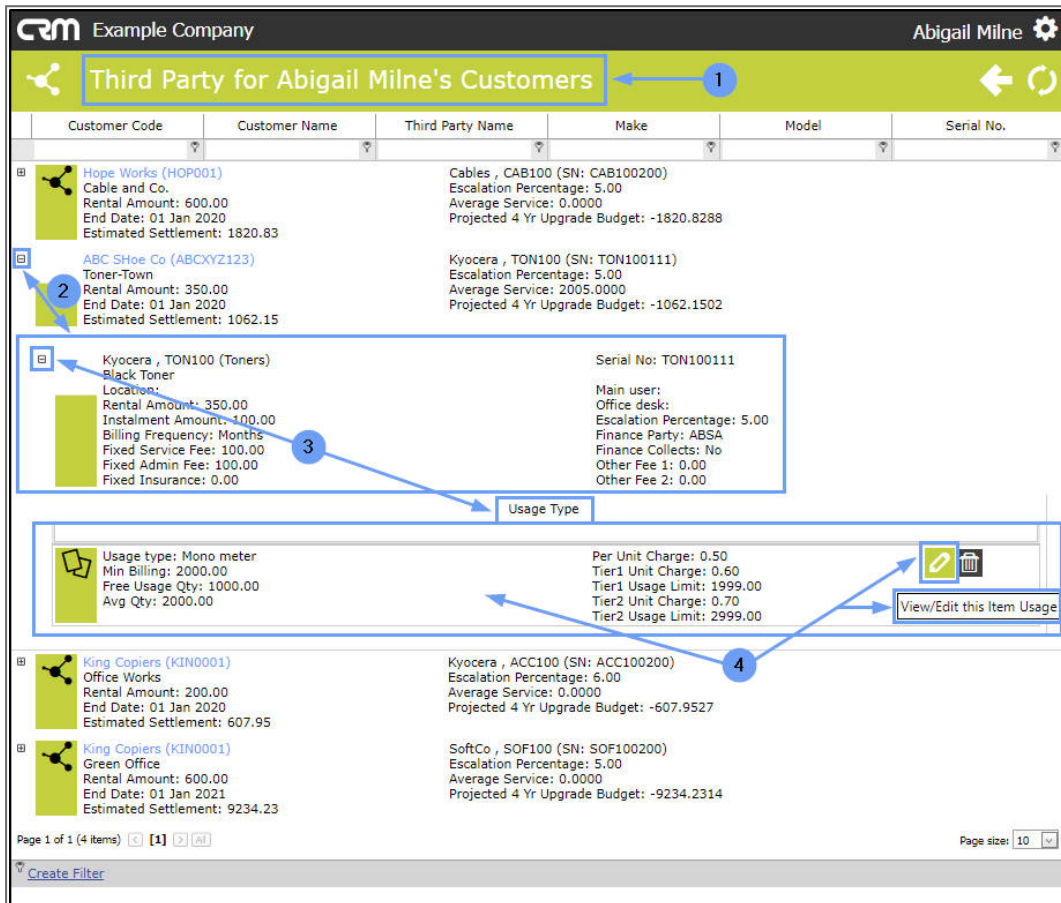 CRM Example Company Abigail Milne
Third Party for Abigail Milne's Customers 1
Customer Code Customer Name Third Party Name Make Model Serial No.
Hope Works (HOP001)
Cable and Co.
Rental Amount: 600.00
End Date: 01 Jan 2020
Estimated Settlement: 1820.83
Cables , CAB100 (SN: CAB100200)
Escalation Percentage: 5.00
Average Service: 0.0000
Projected 4 Yr Upgrade Budget: -1820.8288
ABC SHoe Co (ABCXYZ123)
Toner-Town
Rental Amount: 350.00
End Date: 01 Jan 2020
Estimated Settlement: 1062.15
Kyocera , TON100 (SN: TON100111)
Escalation Percentage: 5.00
Average Service: 2005.0000
Projected 4 Yr Upgrade Budget: -1062.1502
2
Kyocera , TON100 (Toners)
Black Toner
Location:
Rental Amount: 350.00
Instalment Amount: 100.00
Billing Frequency: Months
Fixed Service Fee: 100.00
Fixed Admin Fee: 100.00
Fixed Insurance: 0.00
Serial No: TON100111
Main user:
Office desk:
Escalation Percentage: 5.00
Finance Party: ABSA
Finance Collects: No
Other Fee 1: 0.00
Other Fee 2: 0.00
3
Usage Type
Usage type: Mono meter
Min Billing: 2000.00
Free Usage Qty: 1000.00
Avg Qty: 2000.00
Per Unit Charge: 0.50
Tier1 Unit Charge: 0.60
Tier1 Usage Limit: 1999.00
Tier2 Unit Charge: 0.70
Tier2 Usage Limit: 2999.00
View/Edit this Item Usage
4
King Copiers (KIN0001)
Office Works
Rental Amount: 200.00
End Date: 01 Jan 2020
Estimated Settlement: 607.95
Kyocera , ACC100 (SN: ACC100200)
Escalation Percentage: 6.00
Average Service: 0.0000
Projected 4 Yr Upgrade Budget: -607.9527
King Copiers (KIN0001)
Green Office
Rental Amount: 600.00
End Date: 01 Jan 2021
Estimated Settlement: 9234.23
SoftCo , SOF100 (SN: SOF100200)
Escalation Percentage: 5.00
Average Service: 0.0000
Projected 4 Yr Upgrade Budget: -9234.2314
Page 1 of 1 (4 items) < [1] > All Page size: 10
Create Filter